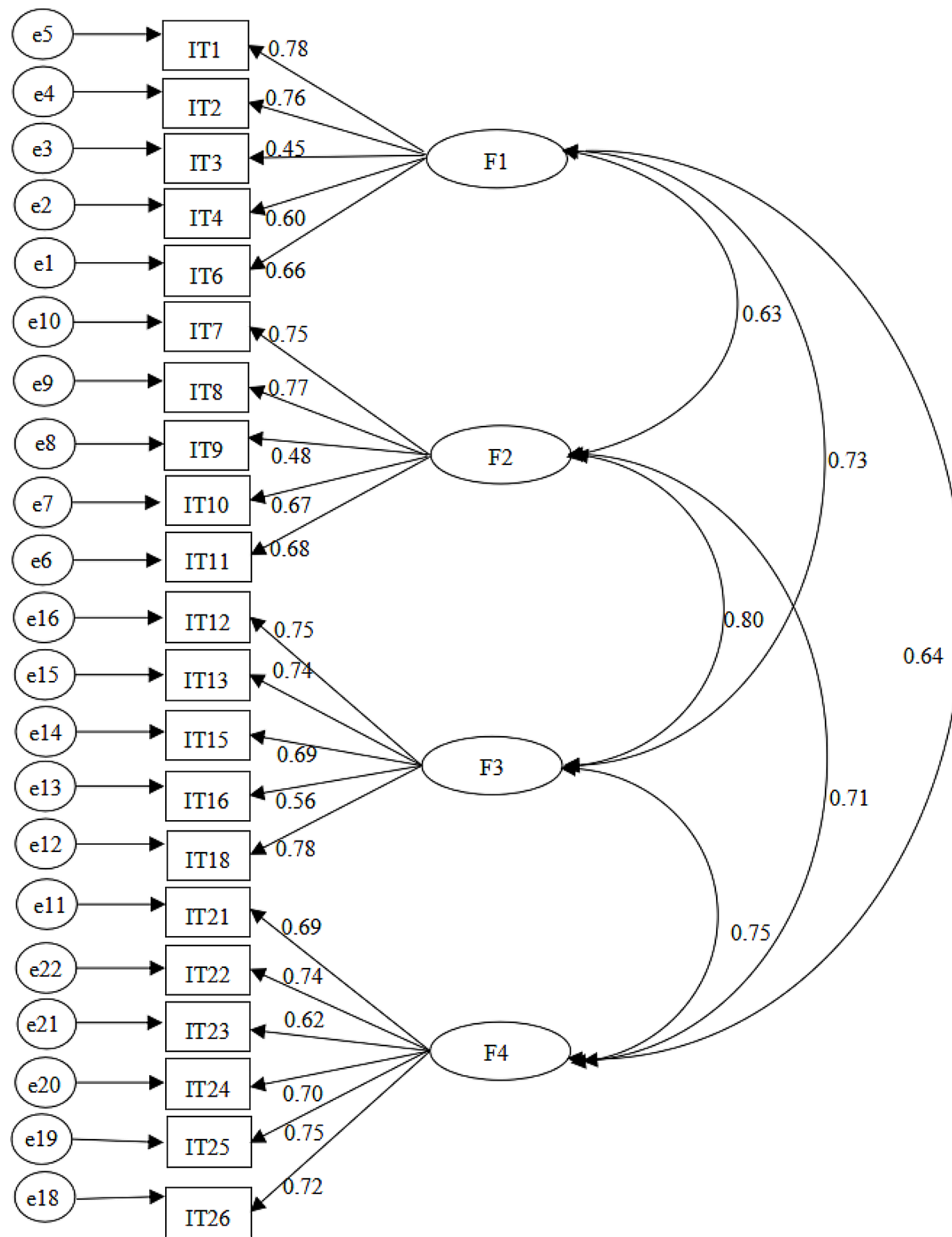 e5 IT1 0.78
e4 IT2 0.76
e3 IT3 0.45 F1
e2 IT4 0.60
e1 IT6 0.66
e10 IT7 0.75 0.63
e9 IT8 0.77
e8 IT9 0.48 F2 0.73
e7 IT10 0.67
e6 IT11 0.68
e16 IT12 0.75 0.80
e15 IT13 0.74 0.64
e14 IT15 0.69 F3
e13 IT16 0.56 0.71
e12 IT18 0.78
e11 IT21 0.69 0.75
e22 IT22 0.74
e21 IT23 0.62 F4
e20 IT24 0.70
e19 IT25 0.75
e18 IT26 0.72